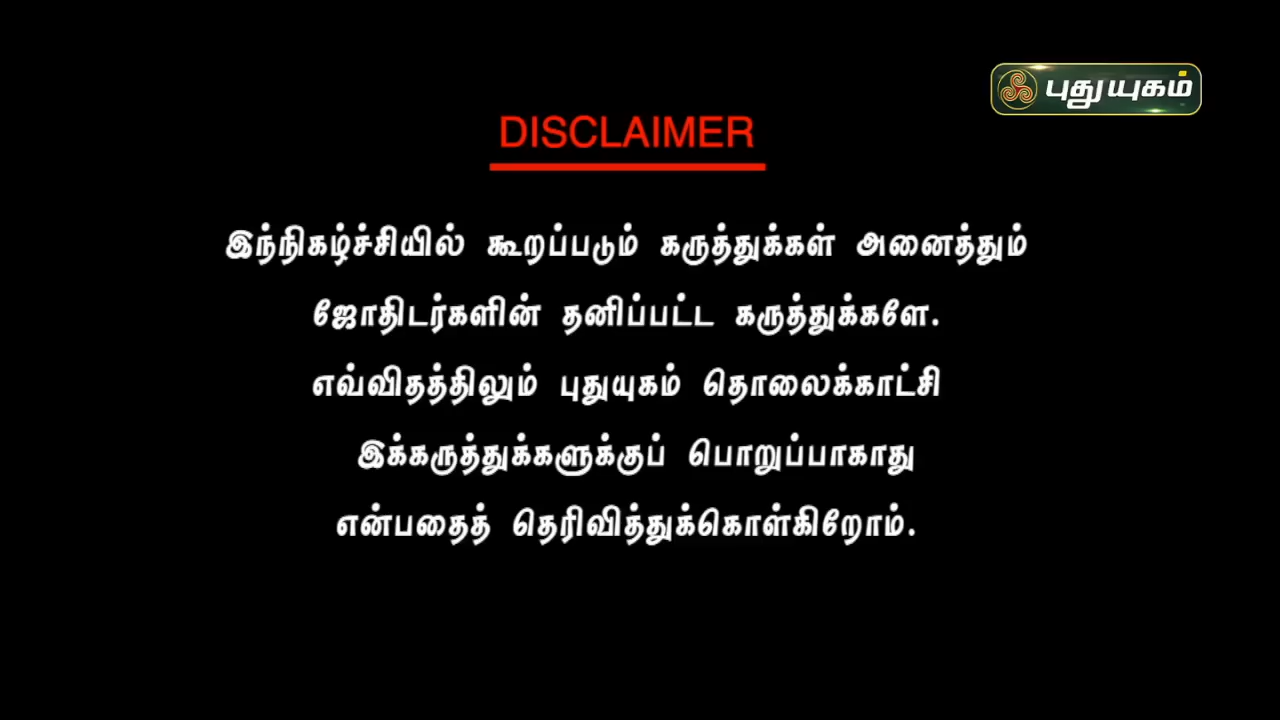 புதுயுகம்
DISCLAIMER
இந்நிகழ்ச்சியில் கூறப்படும் கருத்துக்கள் அனைத்தும்
ஜோதிடர்களின் தனிப்பட்ட கருத்துக்களே.
எவ்விதத்திலும் புதுயுகம் தொலைக்காட்சி
இக்கருத்துக்களுக்குப் பொறுப்பாகாது
என்பதைத் தெரிவித்துக்கொள்கிறோம்.